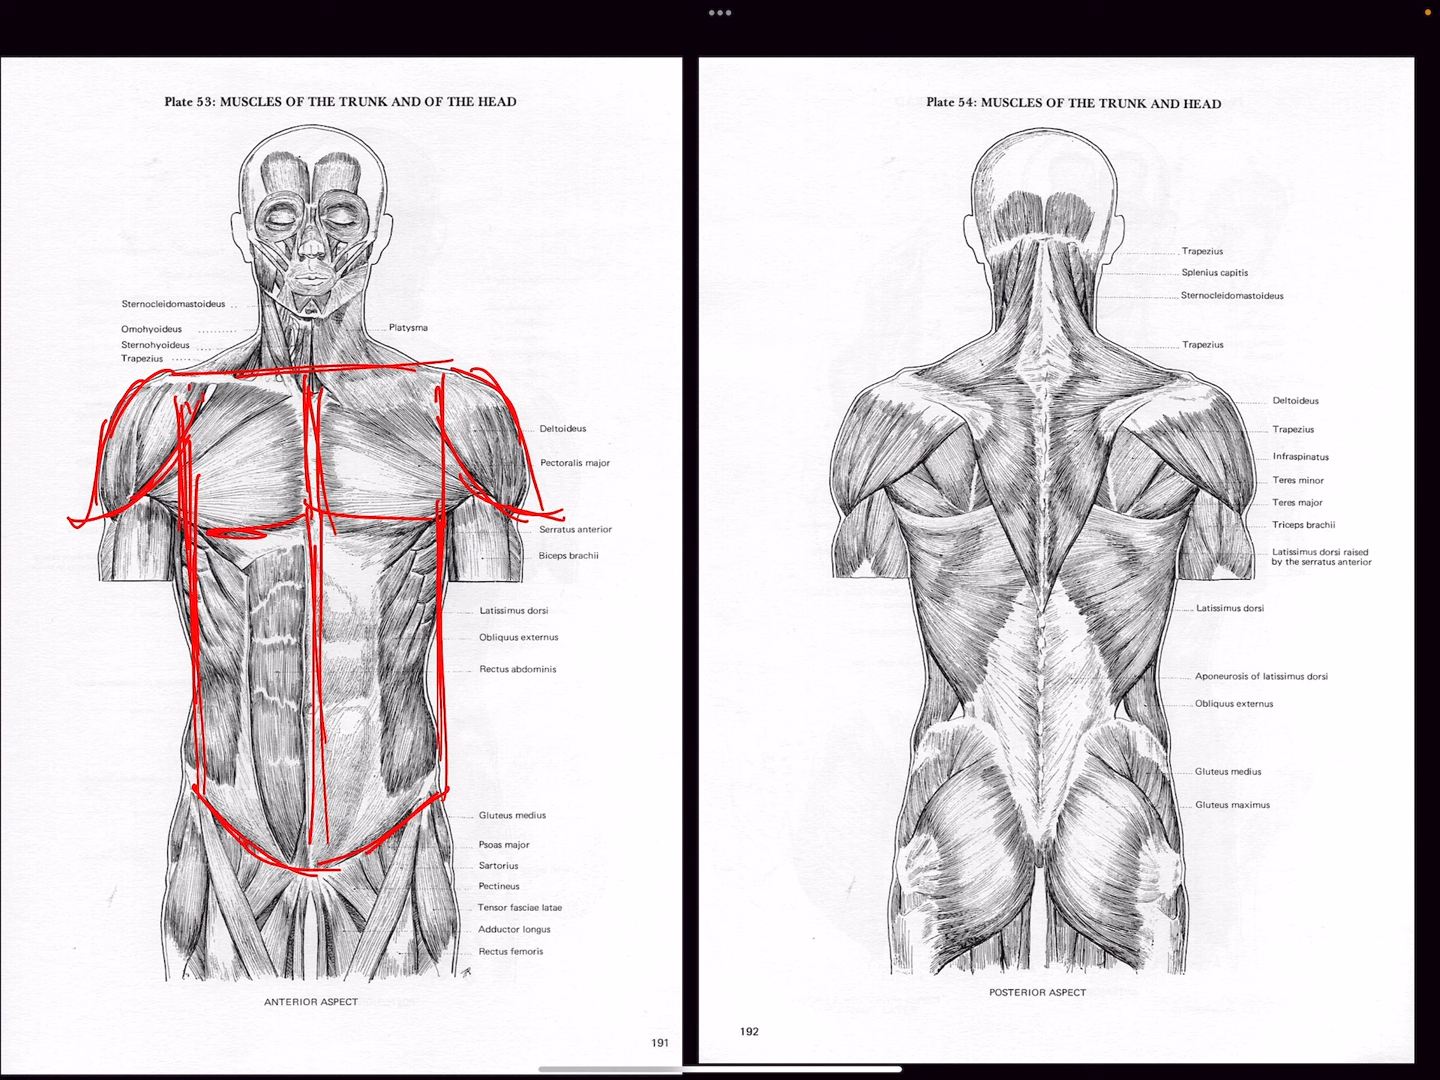 Plate 53: MUSCLES OF THE TRUNK AND OF THE HEAD
Sternocleidomastoideus
Omohyoideus
Sternohyoideus
Trapezius
Platysma
Deltoideus
Pectoralis major
Serratus anterior
Biceps brachii
Latissimus dorsi
Obliquus externus
Rectus abdominis
Gluteus medius
Psoas major
Sartorius
Pectineus
Tensor fasciae latae
Adductor longus
Rectus femoris
ANTERIOR ASPECT
191
Plate 54: MUSCLES OF THE TRUNK AND HEAD
Trapezius
Splenius capitis
Sternocleidomastoideus
Trapezius
Deltoideus
Trapezius
Infraspinatus
Teres minor
Teres major
Triceps brachii
Latissimus dorsi raised
by the serratus anterior
Latissimus dorsi
Aponeurosis of latissimus dorsi
Obliquus externus
Gluteus medius
Gluteus maximus
POSTERIOR ASPECT
192